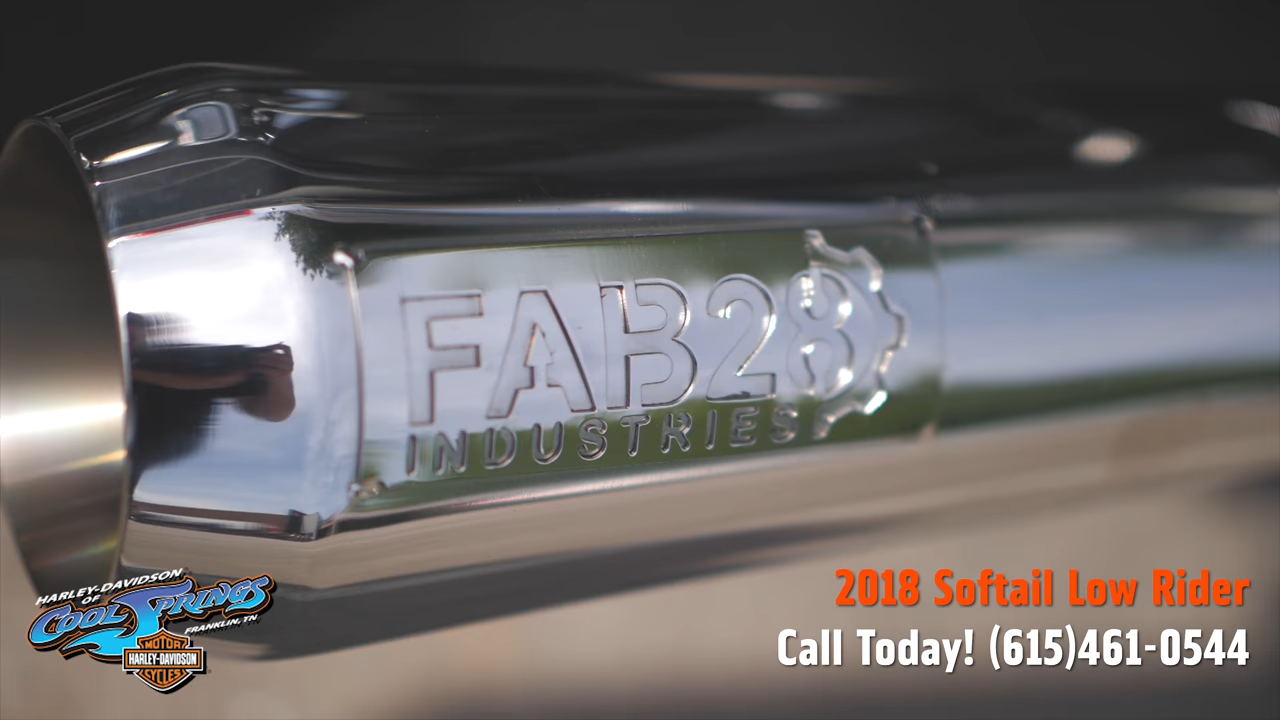 FAB28
INDUSTRIES
HARLEY-DAVIDSON
OF
COOL SPRINGS
FRANKLIN, TN
MOTOR
HARLEY-DAVIDSON
CYCLES
2018 Softail Low Rider
Call Today! (615)461-0544